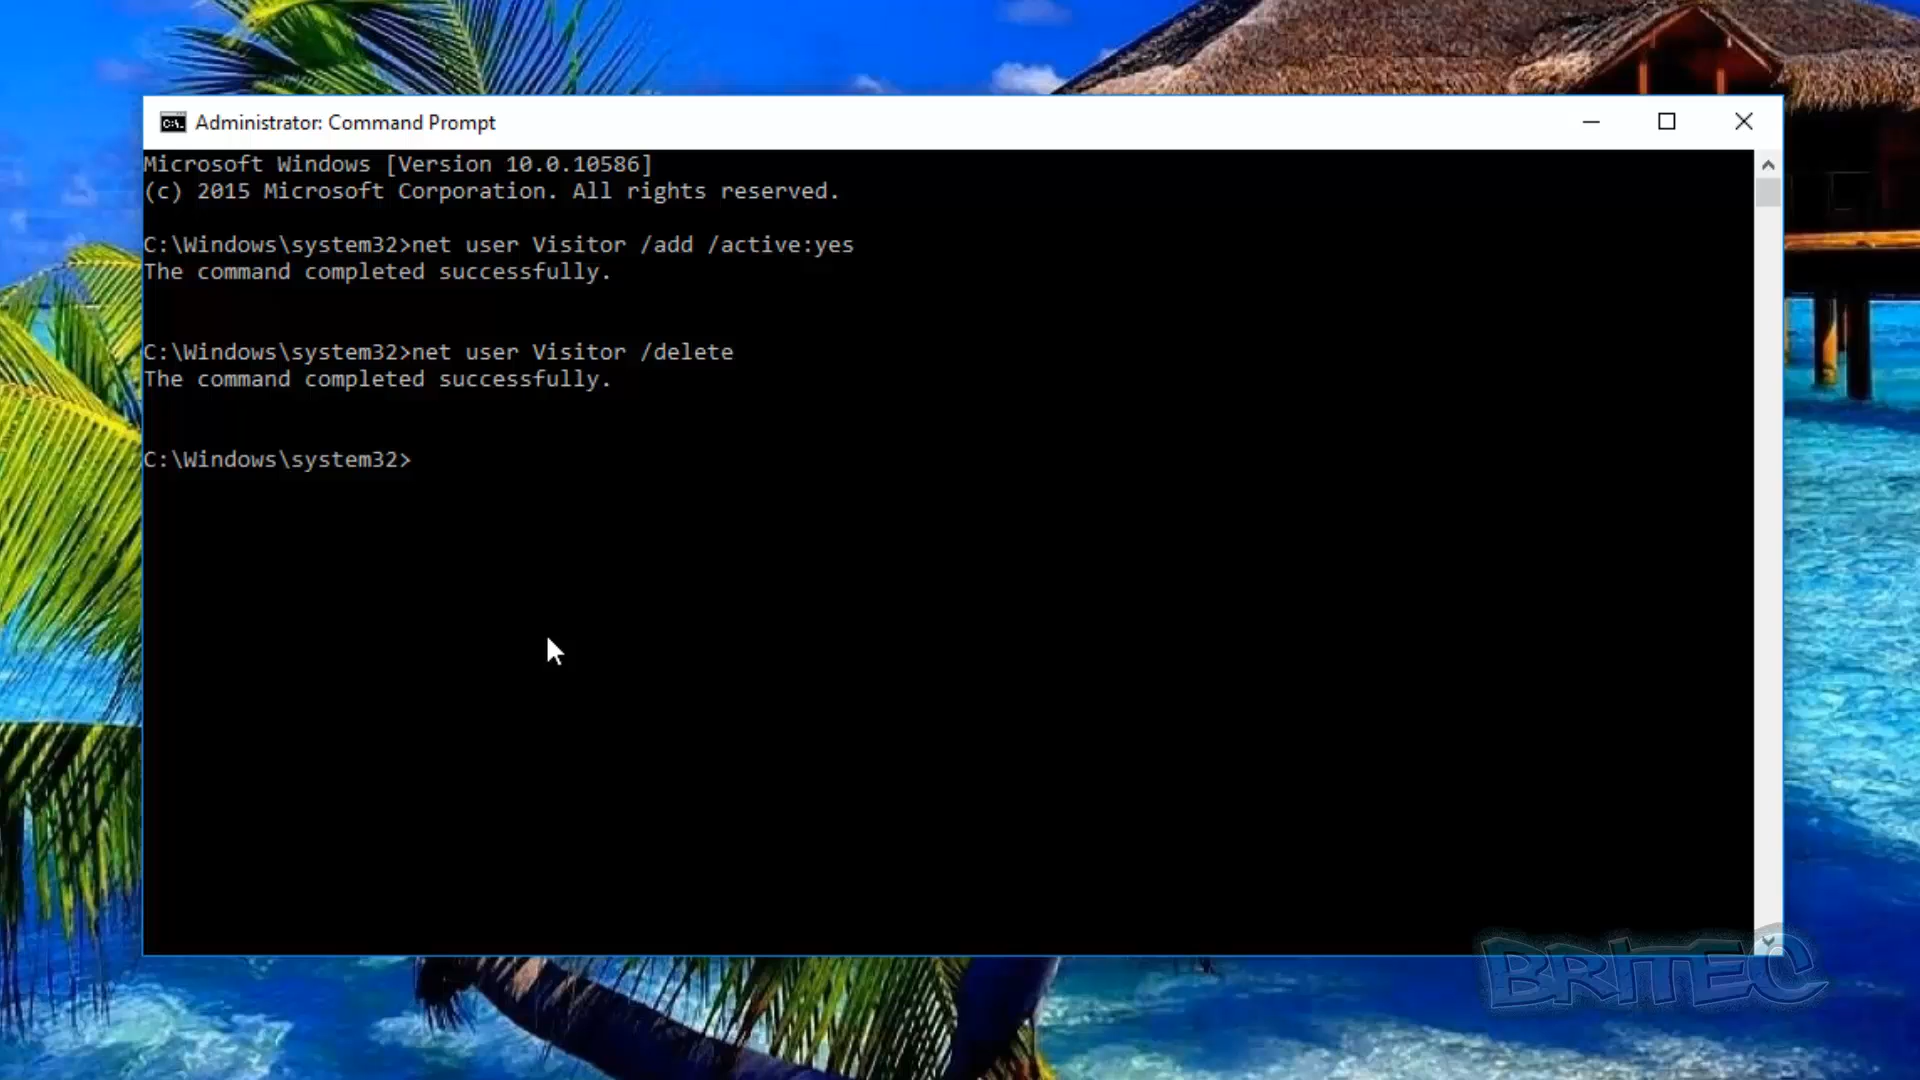 Administrator: Command Prompt
Microsoft Windows [Version 10.0.10586]
(c) 2015 Microsoft Corporation. All rights reserved.
C:\Windows\system32>net user Visitor /add /active:yes
The command completed successfully.
C:\Windows\system32>net user Visitor /delete
The command completed successfully.
C:\Windows\system32>
BRITEC